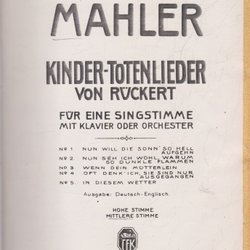 MAHLER
KINDER-TOTENLIEDER
VON RÜCKERT
FÜR EINE SINGSTIMME
MIT KLAVIER ODER ORCHESTER
Nº 1 NUN WILL DIE SONN' SO HELL
AUFGEHN
Nº 2 NUN SEH ICH WOHL, WARUM
SO DUNKLE FLAMMEN
Nº 3 WENN DEIN MÜTTERLEIN
Nº 4 OFT DENK' ICH, SIE SIND NUR
AUSGEGANGEN
Nº 5 IN DIESEM WETTER
Ausgabe: Deutsch-Englisch
HOHE STIMME
MITTLERE STIMME